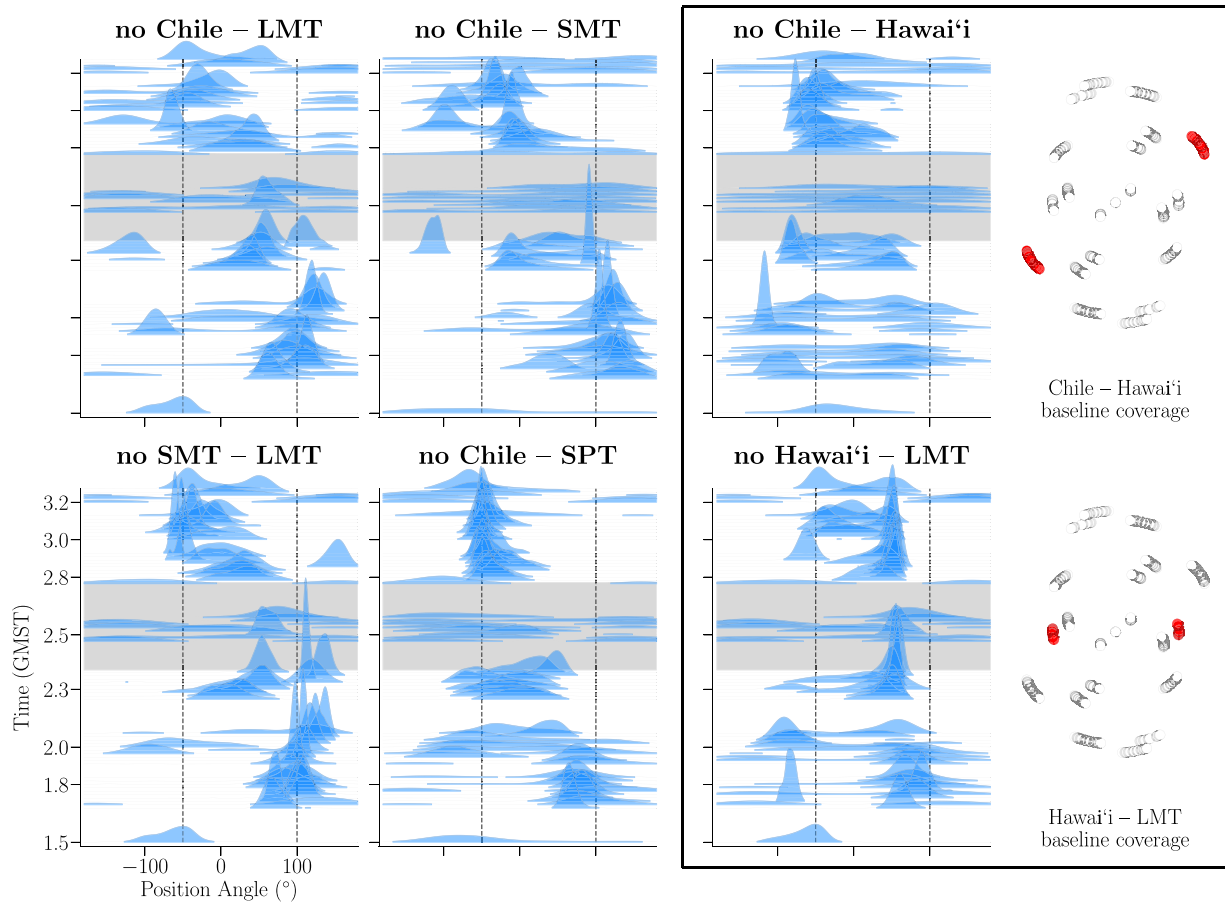 no Chile – LMT
no Chile – SMT
no Chile – Hawai‘i
Chile – Hawai‘i
baseline coverage
no SMT – LMT
no Chile – SPT
no Hawai‘i – LMT
3.2
3.0
2.8
2.5
2.3
2.0
1.8
1.5
Time (GMST)
−100
0
100
Position Angle (°)
Hawai‘i – LMT
baseline coverage